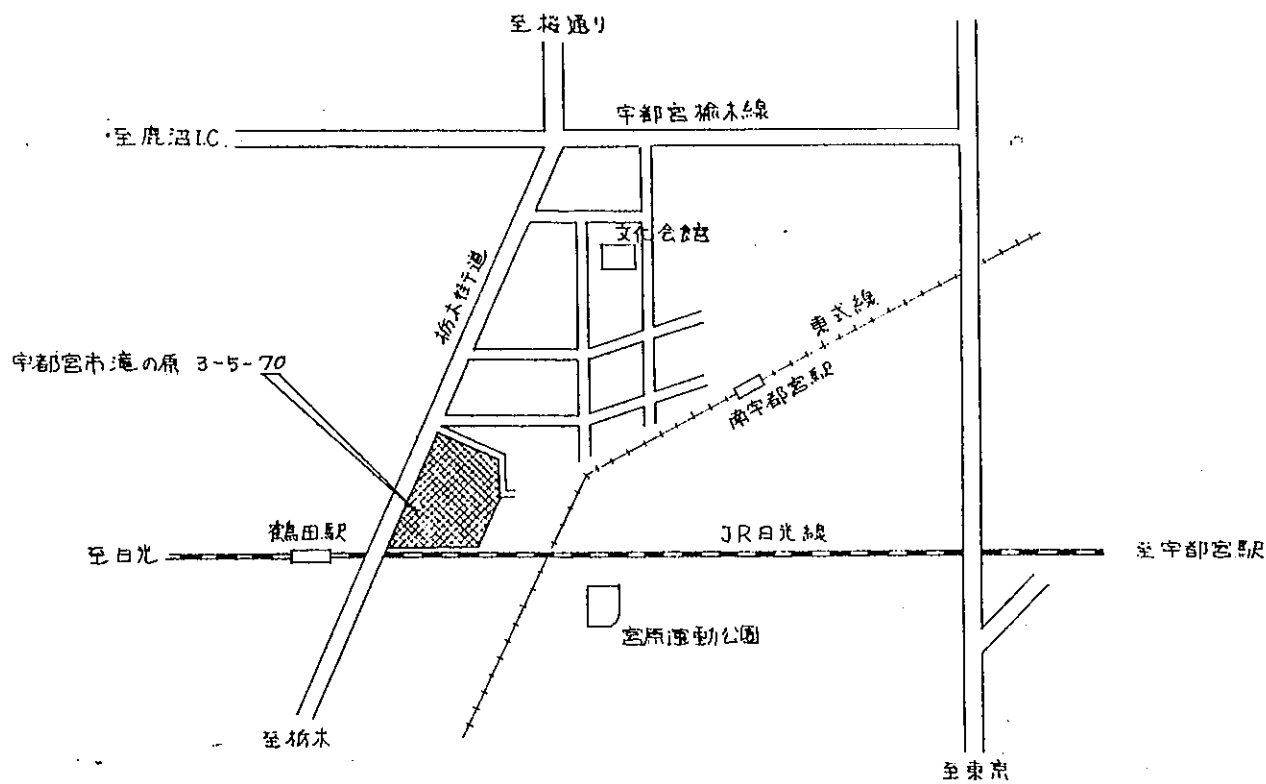 至桜通り
宇都宮楡木線
至鹿沼I.C.
文化会館
栃木街道
東武線
宇都宮市滝の原 3-5-70
南宇都宮駅
鶴田駅
JR日光線
至日光
至宇都宮駅
宮原運動公園
至栃木
至東京